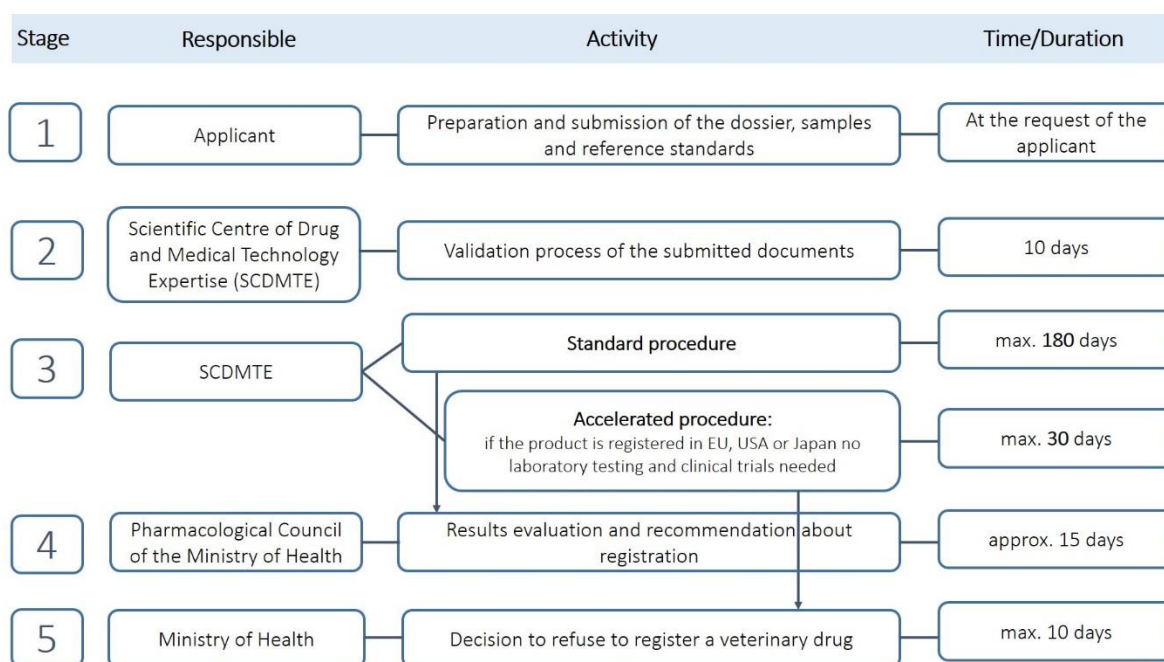 Stage Responsible Activity Time/Duration
1
Applicant
Preparation and submission of the dossier, samples
and reference standards
At the request of the
applicant
2
Scientific Centre of Drug
and Medical Technology
Expertise (SCDMTE)
Validation process of the submitted documents
10 days
3
SCDMTE
Standard procedure
max. 180 days
Accelerated procedure:
if the product is registered in EU, USA or Japan no
laboratory testing and clinical trials needed
max. 30 days
4
Pharmacological Council
of the Ministry of Health
Results evaluation and recommendation about
registration
approx. 15 days
5
Ministry of Health
Decision to refuse to register a veterinary drug
max. 10 days